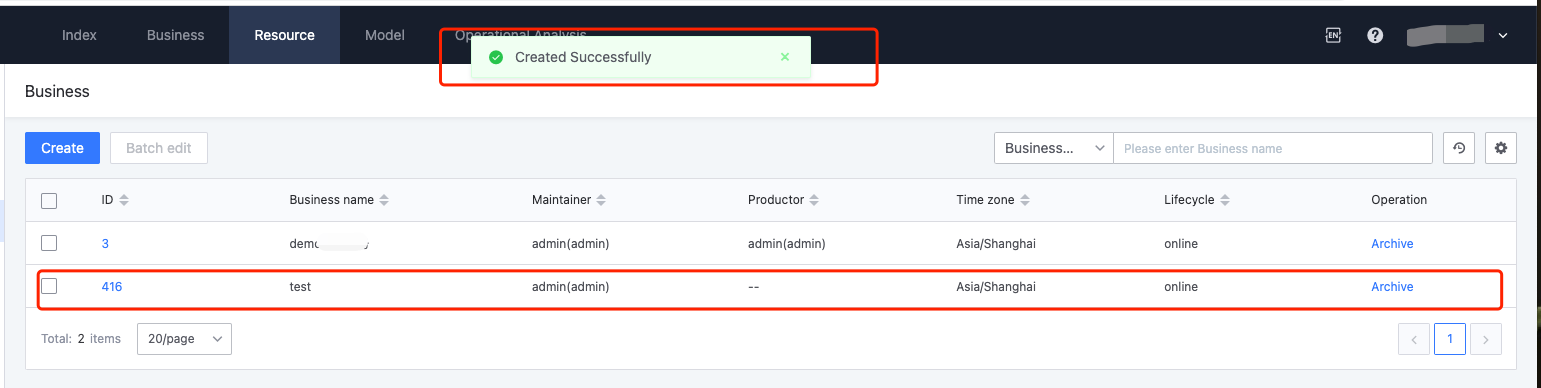 Index Business Resource Model Operational Analysis EN
Created Successfully
Business
Create Batch edit Business... Please enter Business name
ID Business name Maintainer Productor Time zone Lifecycle Operation
3 admin(admin) admin(admin) Asia/Shanghai online Archive
416 test admin(admin) -- Asia/Shanghai online Archive
Total: 2 items 20/page 1